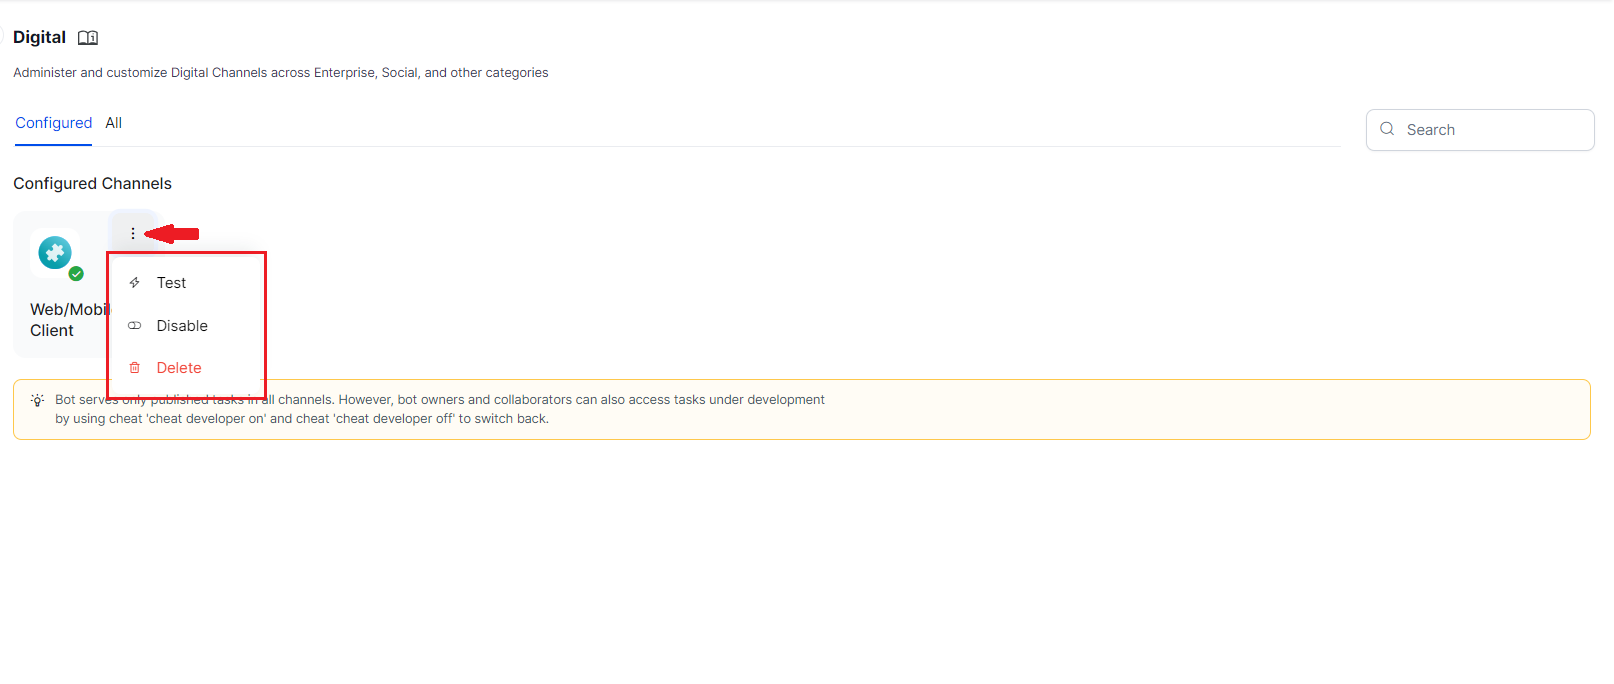 Digital
Administer and customize Digital Channels across Enterprise, Social, and other categories
Configured All
Search
Configured Channels
Web/Mobil
Client
Test
Disable
Delete
Bot serves only published tasks in all channels. However, bot owners and collaborators can also access tasks under development
by using cheat 'cheat developer on' and cheat 'cheat developer off' to switch back.